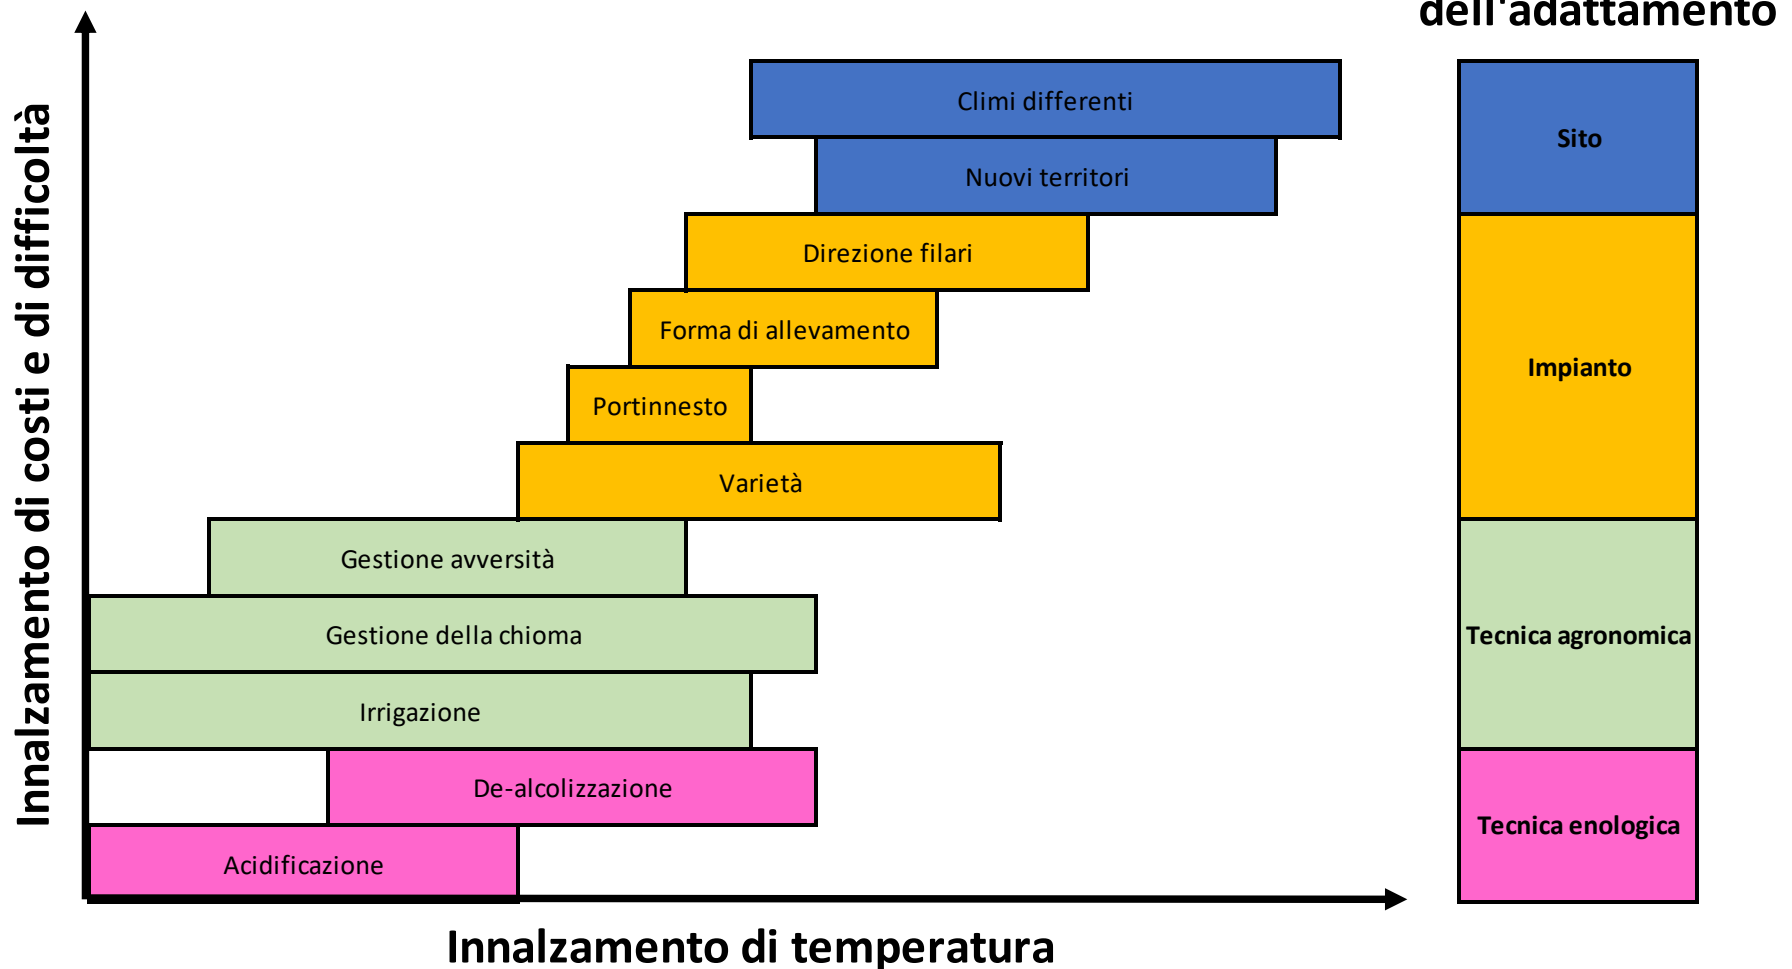 dell'adattamento
Innalzamento di costi e di difficoltà
Climi differenti
Nuovi territori
Direzione filari
Forma di allevamento
Portinnesto
Varietà
Gestione avversità
Gestione della chioma
Irrigazione
De-alcolizzazione
Acidificazione
Sito
Impianto
Tecnica agronomica
Tecnica enologica
Innalzamento di temperatura